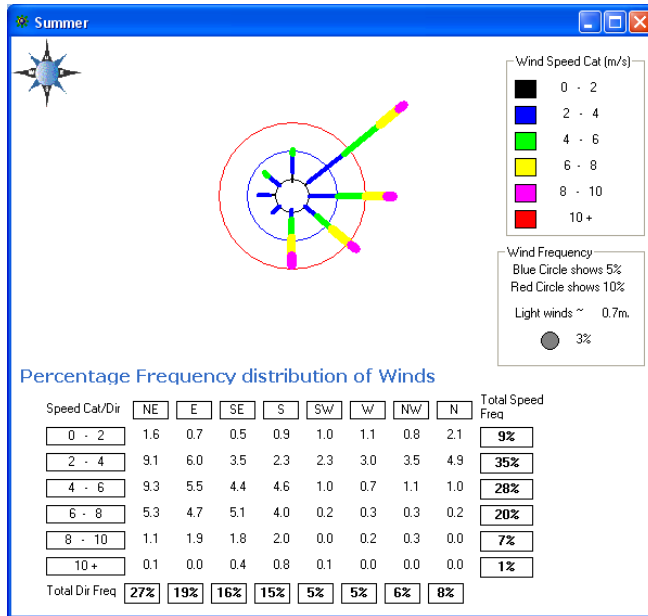 Summer
Wind Speed Cat (m/s)
0 - 2
2 - 4
4 - 6
6 - 8
8 - 10
10 +
Wind Frequency
Blue Circle shows 5%
Red Circle shows 10%
Light winds ~ 0.7m.
3%
Percentage Frequency distribution of Winds
Speed Cat/Dir NE E SE S SW W NW N Total Speed Freq
0 - 2 1.6 0.7 0.5 0.9 1.0 1.1 0.8 2.1 9%
2 - 4 9.1 6.0 3.5 2.3 2.3 3.0 3.5 4.9 35%
4 - 6 9.3 5.5 4.4 4.6 1.0 0.7 1.1 1.0 28%
6 - 8 5.3 4.7 5.1 4.0 0.2 0.3 0.3 0.2 20%
8 - 10 1.1 1.9 1.8 2.0 0.0 0.2 0.3 0.0 7%
10 + 0.1 0.0 0.4 0.8 0.1 0.0 0.0 0.0 1%
Total Dir Freq 27% 19% 16% 15% 5% 5% 6% 8%